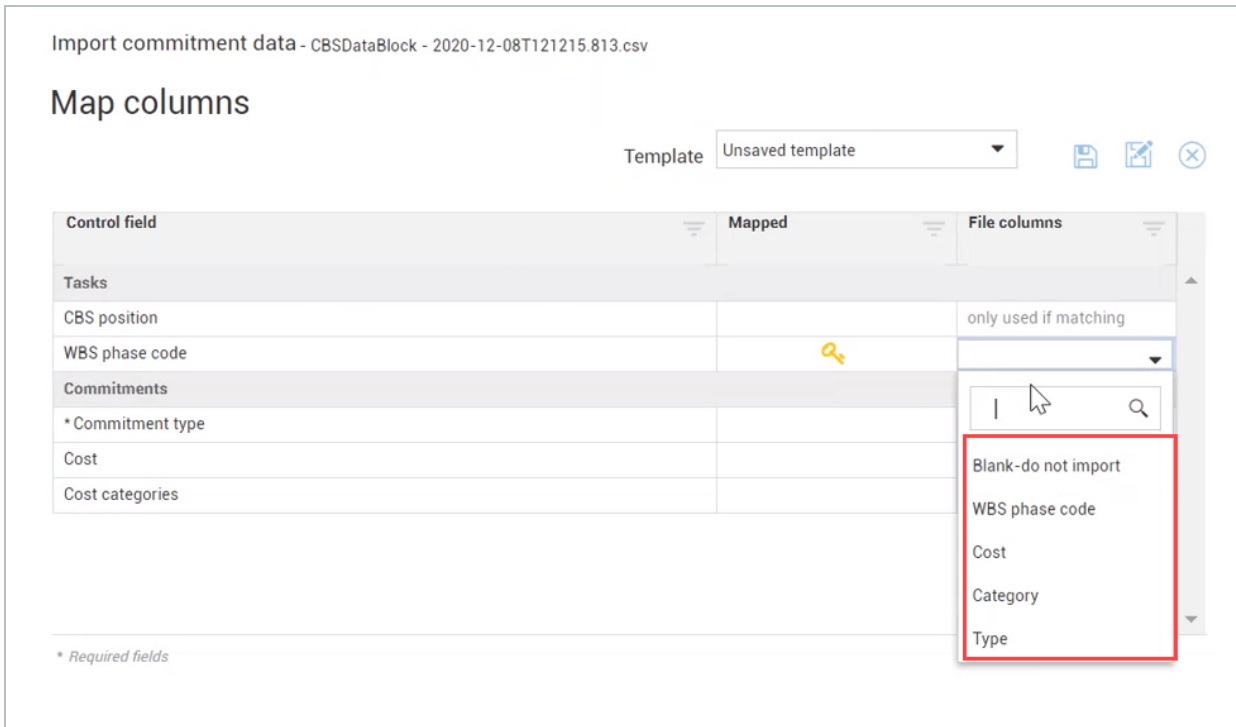 Import commitment data - CBSDataBlock - 2020-12-08T121215.813.csv
Map columns
Template Unsaved template
Control field Mapped File columns
Tasks
CBS position only used if matching
WBS phase code
Commitments
* Commitment type
Cost
Cost categories
Blank-do not import
WBS phase code
Cost
Category
Type
* Required fields